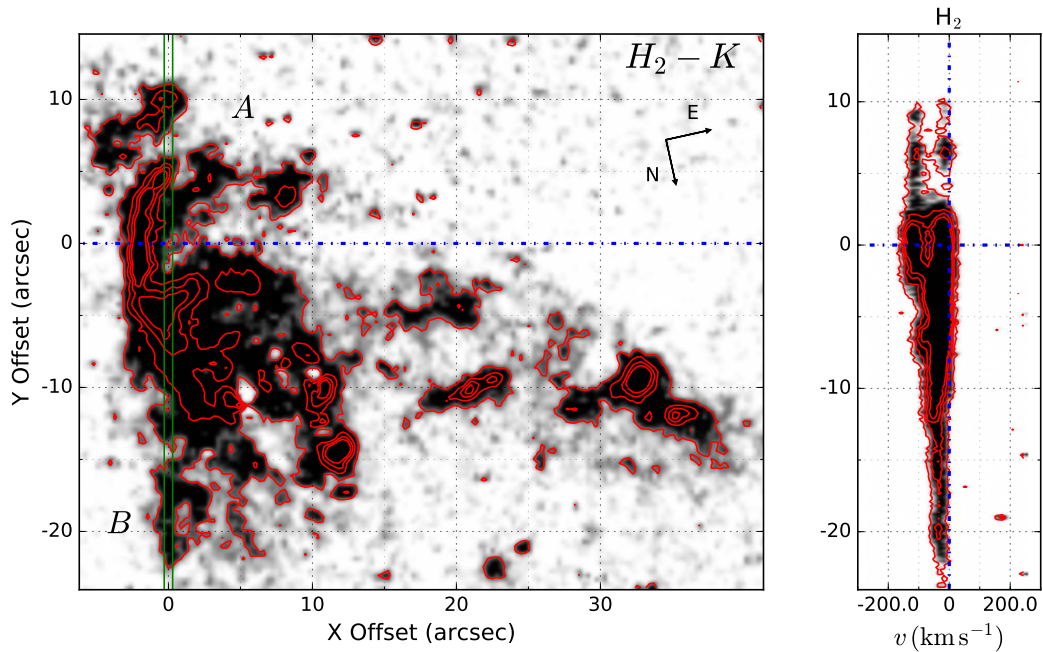 H₂
H₂ − K
A
E
N
B
10
0
-10
-20
0
10
20
30
X Offset (arcsec)
Y Offset (arcsec)
10
0
-10
-20
-200.0
0
200.0
v (km s⁻¹)